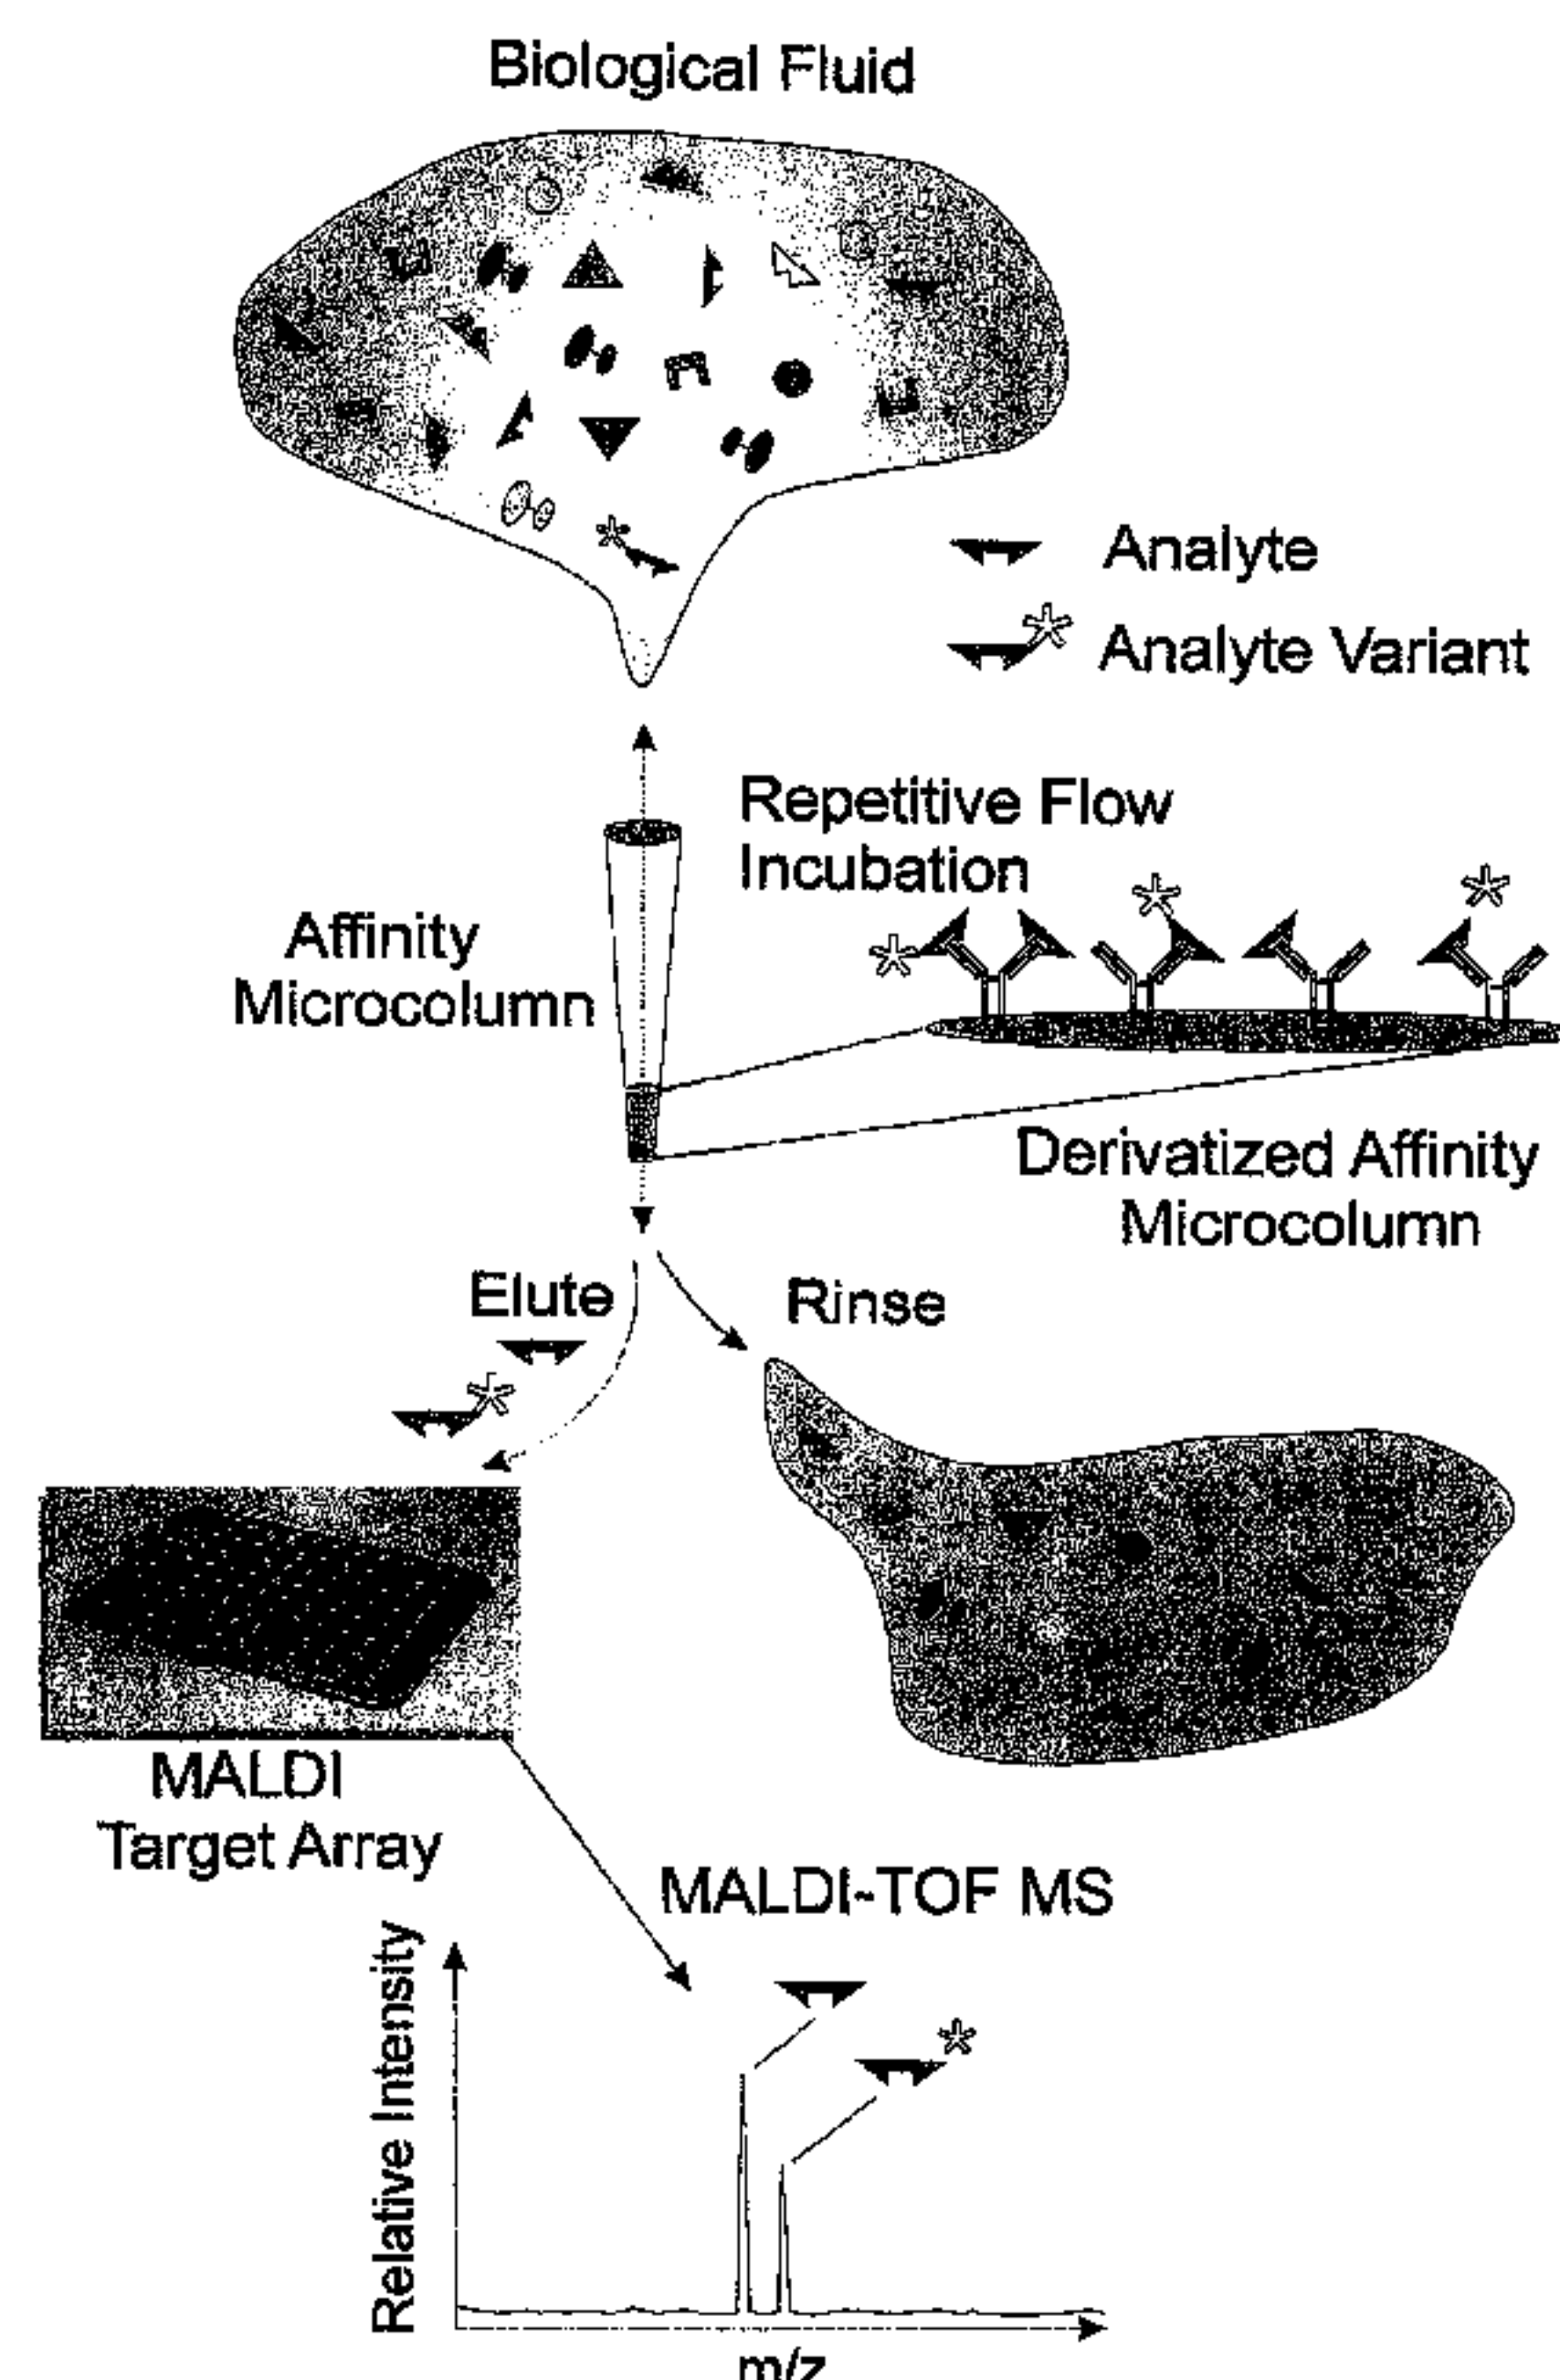 Biological Fluid
Analyte
Analyte Variant
Repetitive Flow
Incubation
Affinity
Microcolumn
Derivatized Affinity
Microcolumn
Elute
Rinse
MALDI
Target Array
MALDI-TOF MS
Relative Intensity
m/z